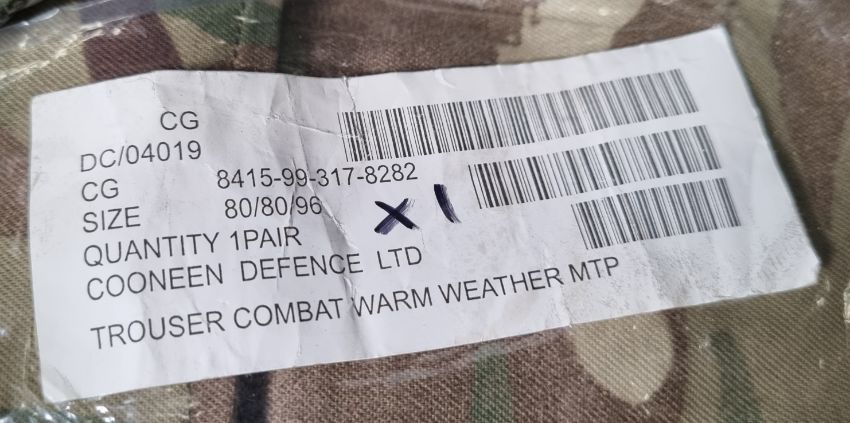 CG
DC/04019
CG 8415-99-317-8282
SIZE 80/80/96
X1
QUANTITY 1PAIR
COONEEN DEFENCE LTD
TROUSER COMBAT WARM WEATHER MTP